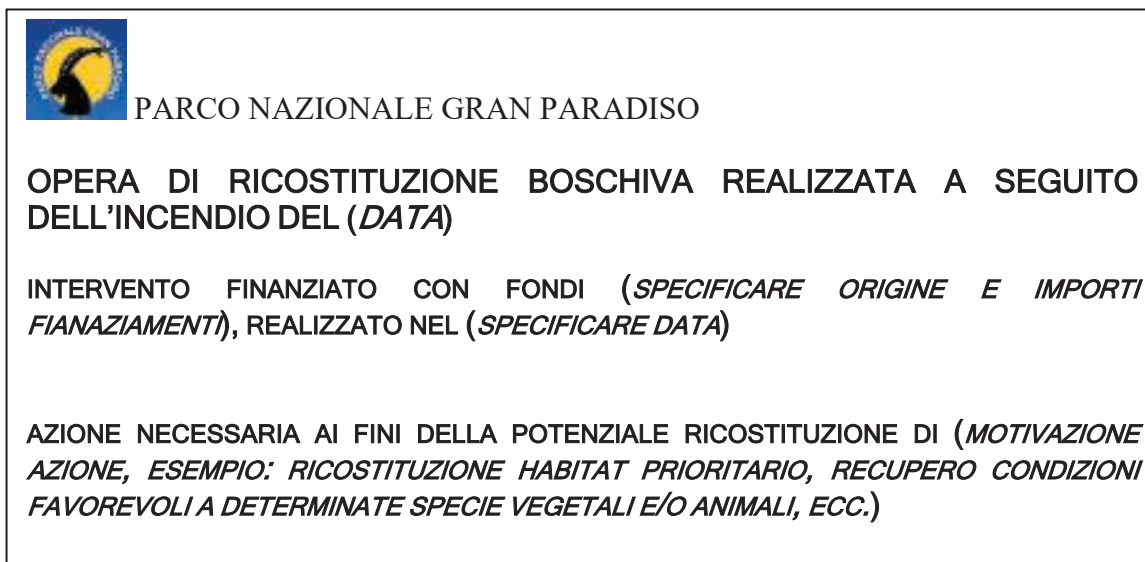 PARCO NAZIONALE GRAN PARADISO
OPERA DI RICOSTITUZIONE BOSCHIVA REALIZZATA A SEGUITO
DELL'INCENDIO DEL (DATA)
INTERVENTO FINANZIATO CON FONDI (SPECIFICARE ORIGINE E IMPORTI
FIANAZIAMENTI), REALIZZATO NEL (SPECIFICARE DATA)
AZIONE NECESSARIA AI FINI DELLA POTENZIALE RICOSTITUZIONE DI (MOTIVAZIONE
AZIONE, ESEMPIO: RICOSTITUZIONE HABITAT PRIORITARIO, RECUPERO CONDIZIONI
FAVOREVOLI A DETERMINATE SPECIE VEGETALI E/O ANIMALI, ECC.)